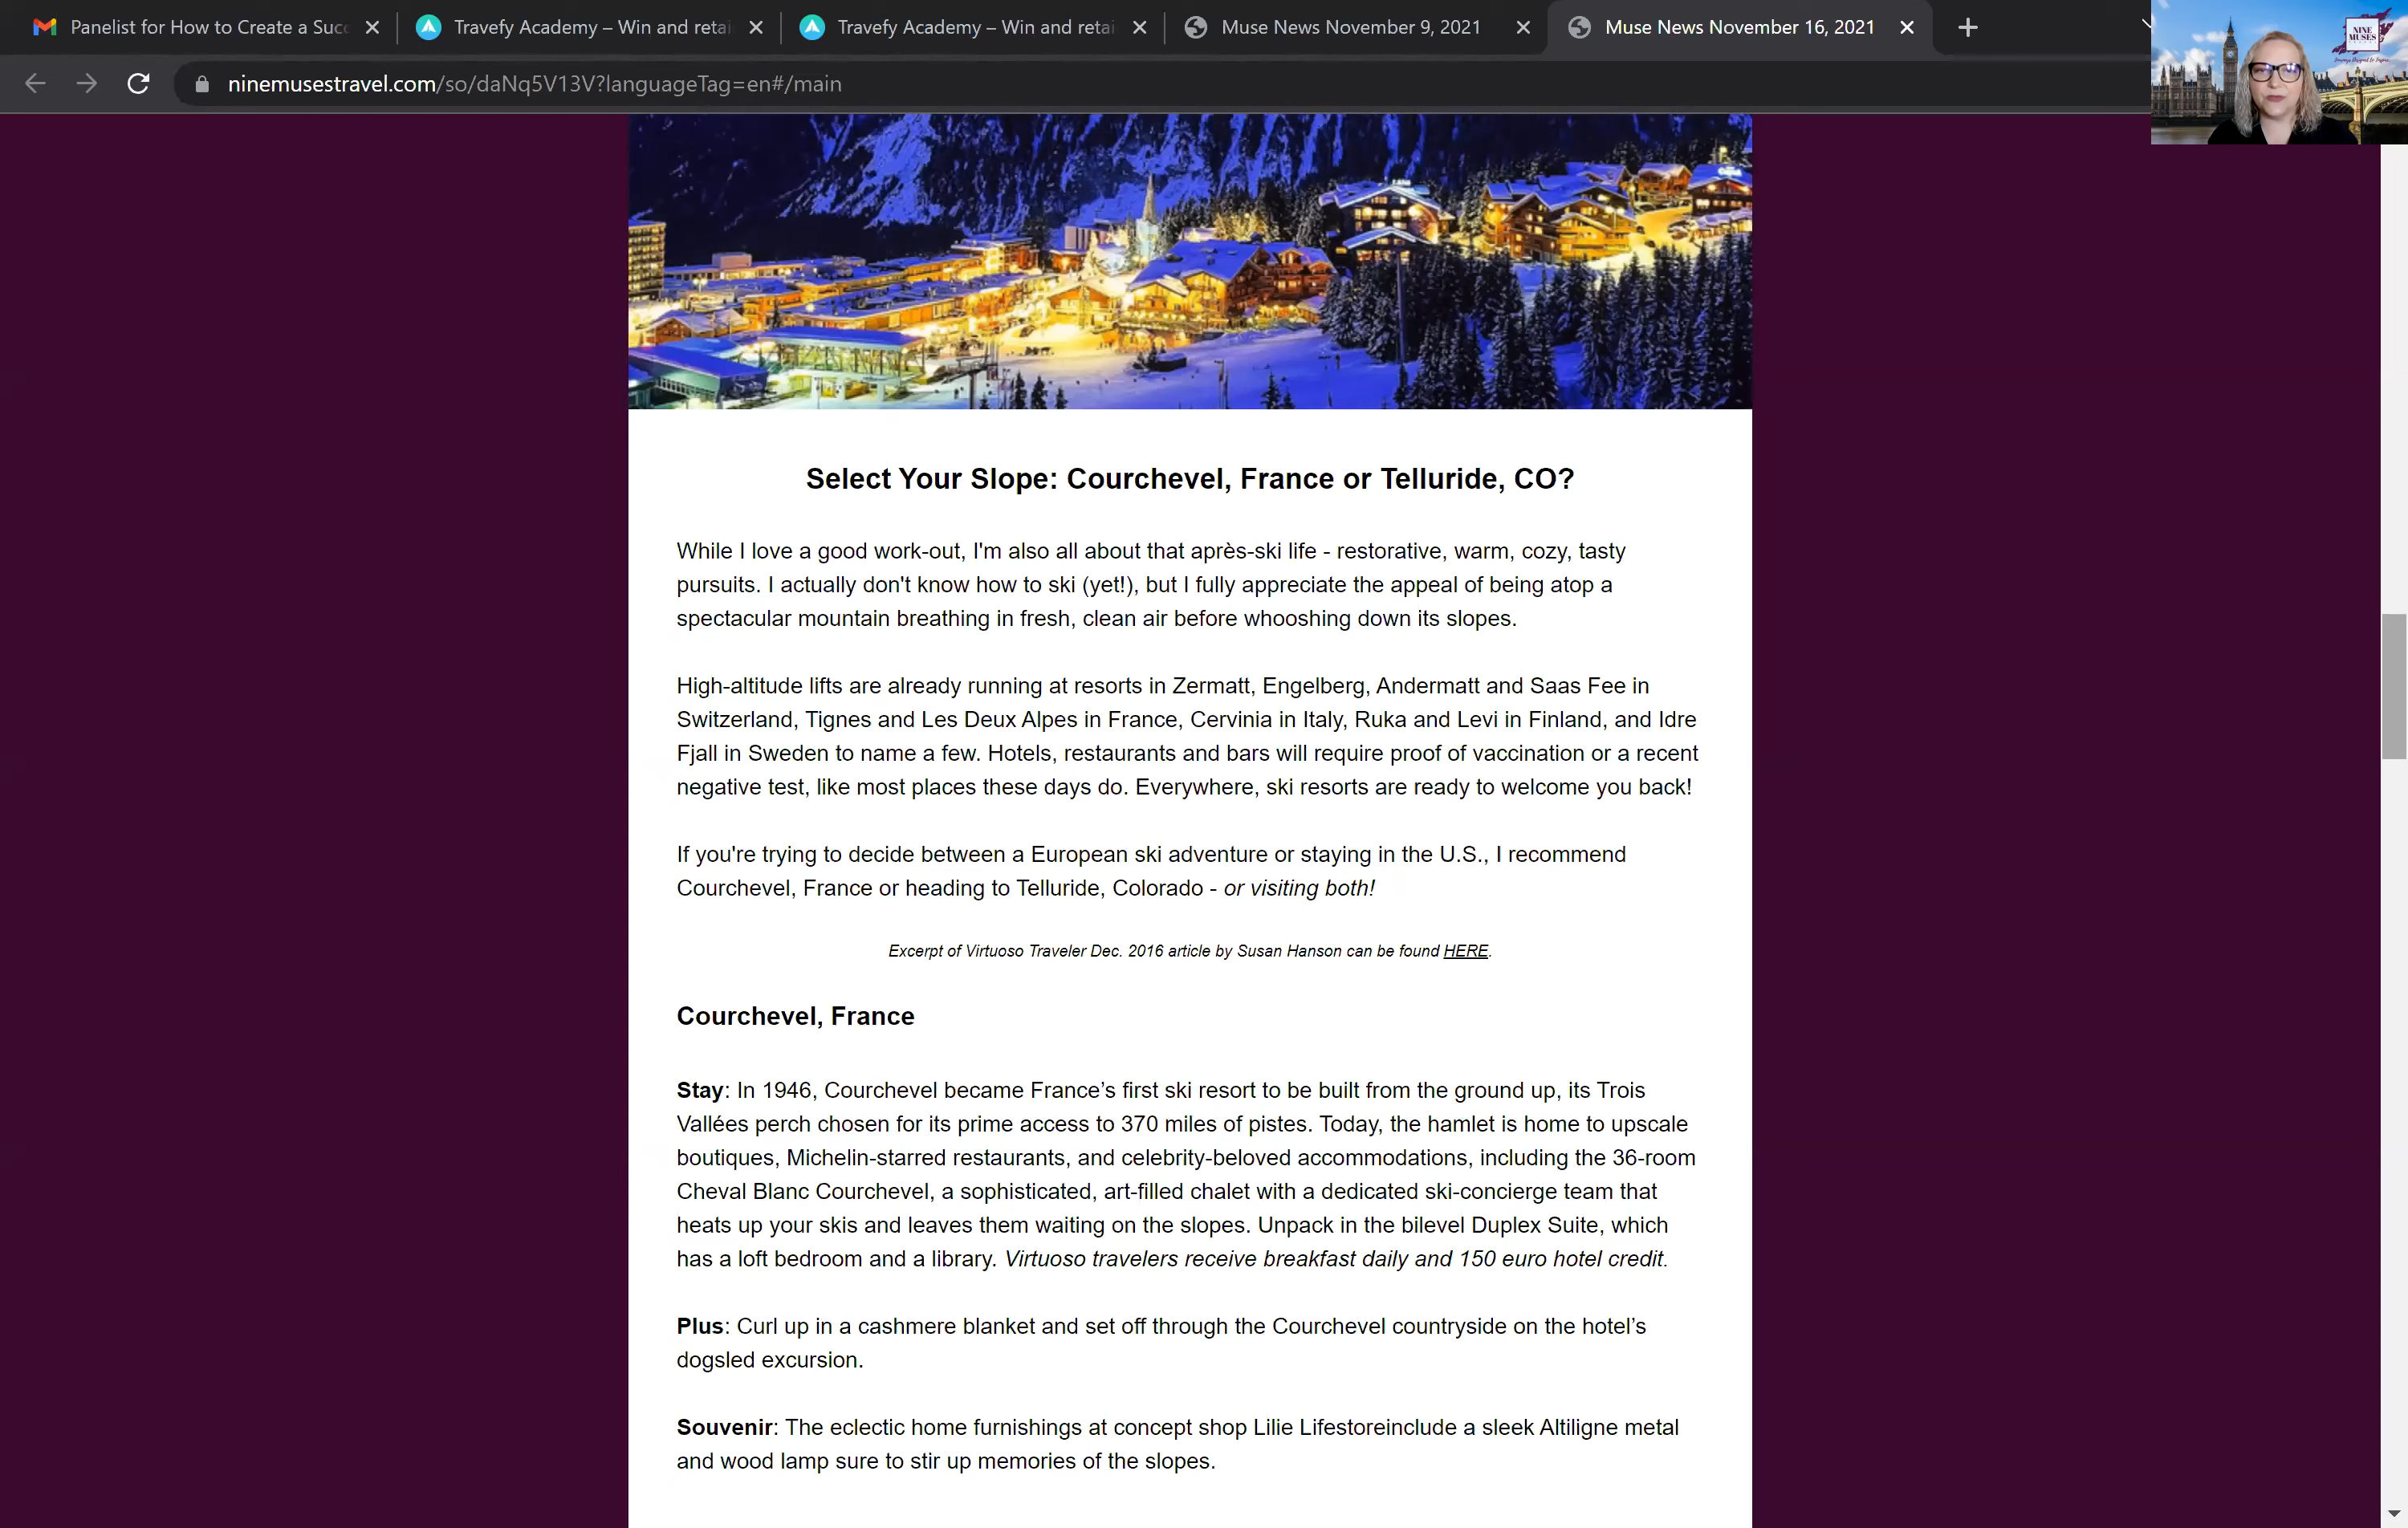 Panelist for How to Create a Succ
Travefy Academy – Win and retai
Travefy Academy – Win and retai
Muse News November 9, 2021
Muse News November 16, 2021
ninemusestravel.com/so/daNq5V13V?languageTag=en#/main
NINE
MUSES
Select Your Slope: Courchevel, France or Telluride, CO?
While I love a good work-out, I'm also all about that après-ski life - restorative, warm, cozy, tasty
pursuits. I actually don't know how to ski (yet!), but I fully appreciate the appeal of being atop a
spectacular mountain breathing in fresh, clean air before whooshing down its slopes.
High-altitude lifts are already running at resorts in Zermatt, Engelberg, Andermatt and Saas Fee in
Switzerland, Tignes and Les Deux Alpes in France, Cervinia in Italy, Ruka and Levi in Finland, and Idre
Fjall in Sweden to name a few. Hotels, restaurants and bars will require proof of vaccination or a recent
negative test, like most places these days do. Everywhere, ski resorts are ready to welcome you back!
If you're trying to decide between a European ski adventure or staying in the U.S., I recommend
Courchevel, France or heading to Telluride, Colorado - or visiting both!
Excerpt of Virtuoso Traveler Dec. 2016 article by Susan Hanson can be found HERE.
Courchevel, France
Stay: In 1946, Courchevel became France’s first ski resort to be built from the ground up, its Trois
Vallées perch chosen for its prime access to 370 miles of pistes. Today, the hamlet is home to upscale
boutiques, Michelin-starred restaurants, and celebrity-beloved accommodations, including the 36-room
Cheval Blanc Courchevel, a sophisticated, art-filled chalet with a dedicated ski-concierge team that
heats up your skis and leaves them waiting on the slopes. Unpack in the bilevel Duplex Suite, which
has a loft bedroom and a library. Virtuoso travelers receive breakfast daily and 150 euro hotel credit.
Plus: Curl up in a cashmere blanket and set off through the Courchevel countryside on the hotel’s
dogsled excursion.
Souvenir: The eclectic home furnishings at concept shop Lilie Lifestoreinclude a sleek Altiligne metal
and wood lamp sure to stir up memories of the slopes.